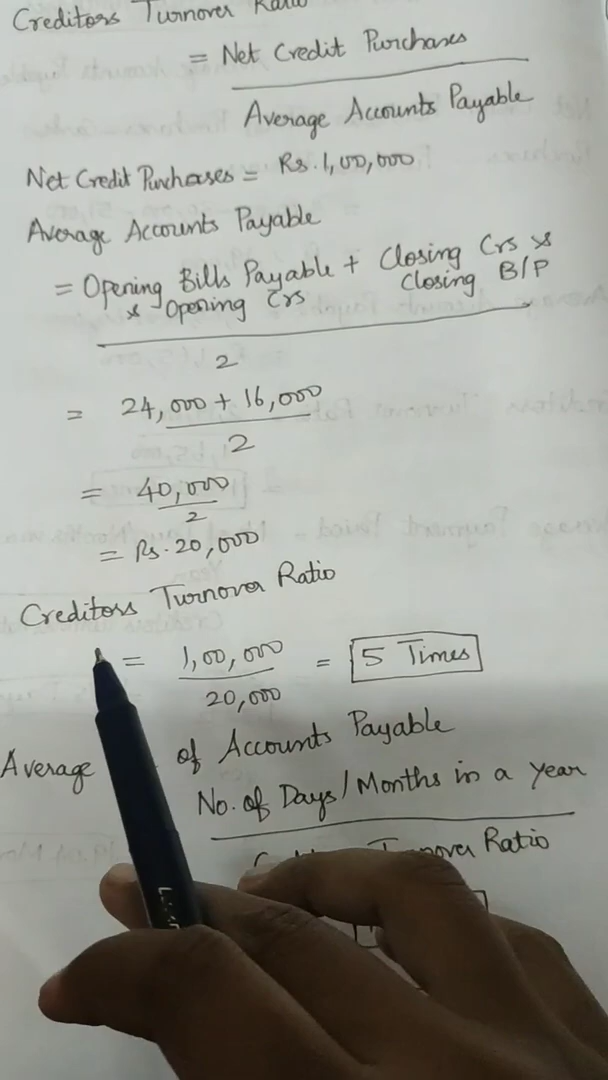 Creditors Turnover Ratio
= Net Credit Purchases
Average Accounts Payable
Net Credit Purchases = Rs. 1,00,000
Average Accounts Payable
= Opening Bills Payable + Closing Crs &
& Opening Crs Closing B/P
2
= 24,000 + 16,000
2
= 40,000
2
= Rs. 20,000
Creditors Turnover Ratio
= 1,00,000 = 5 Times
20,000
Average of Accounts Payable
No. of Days/Months in a year
Turnover Ratio